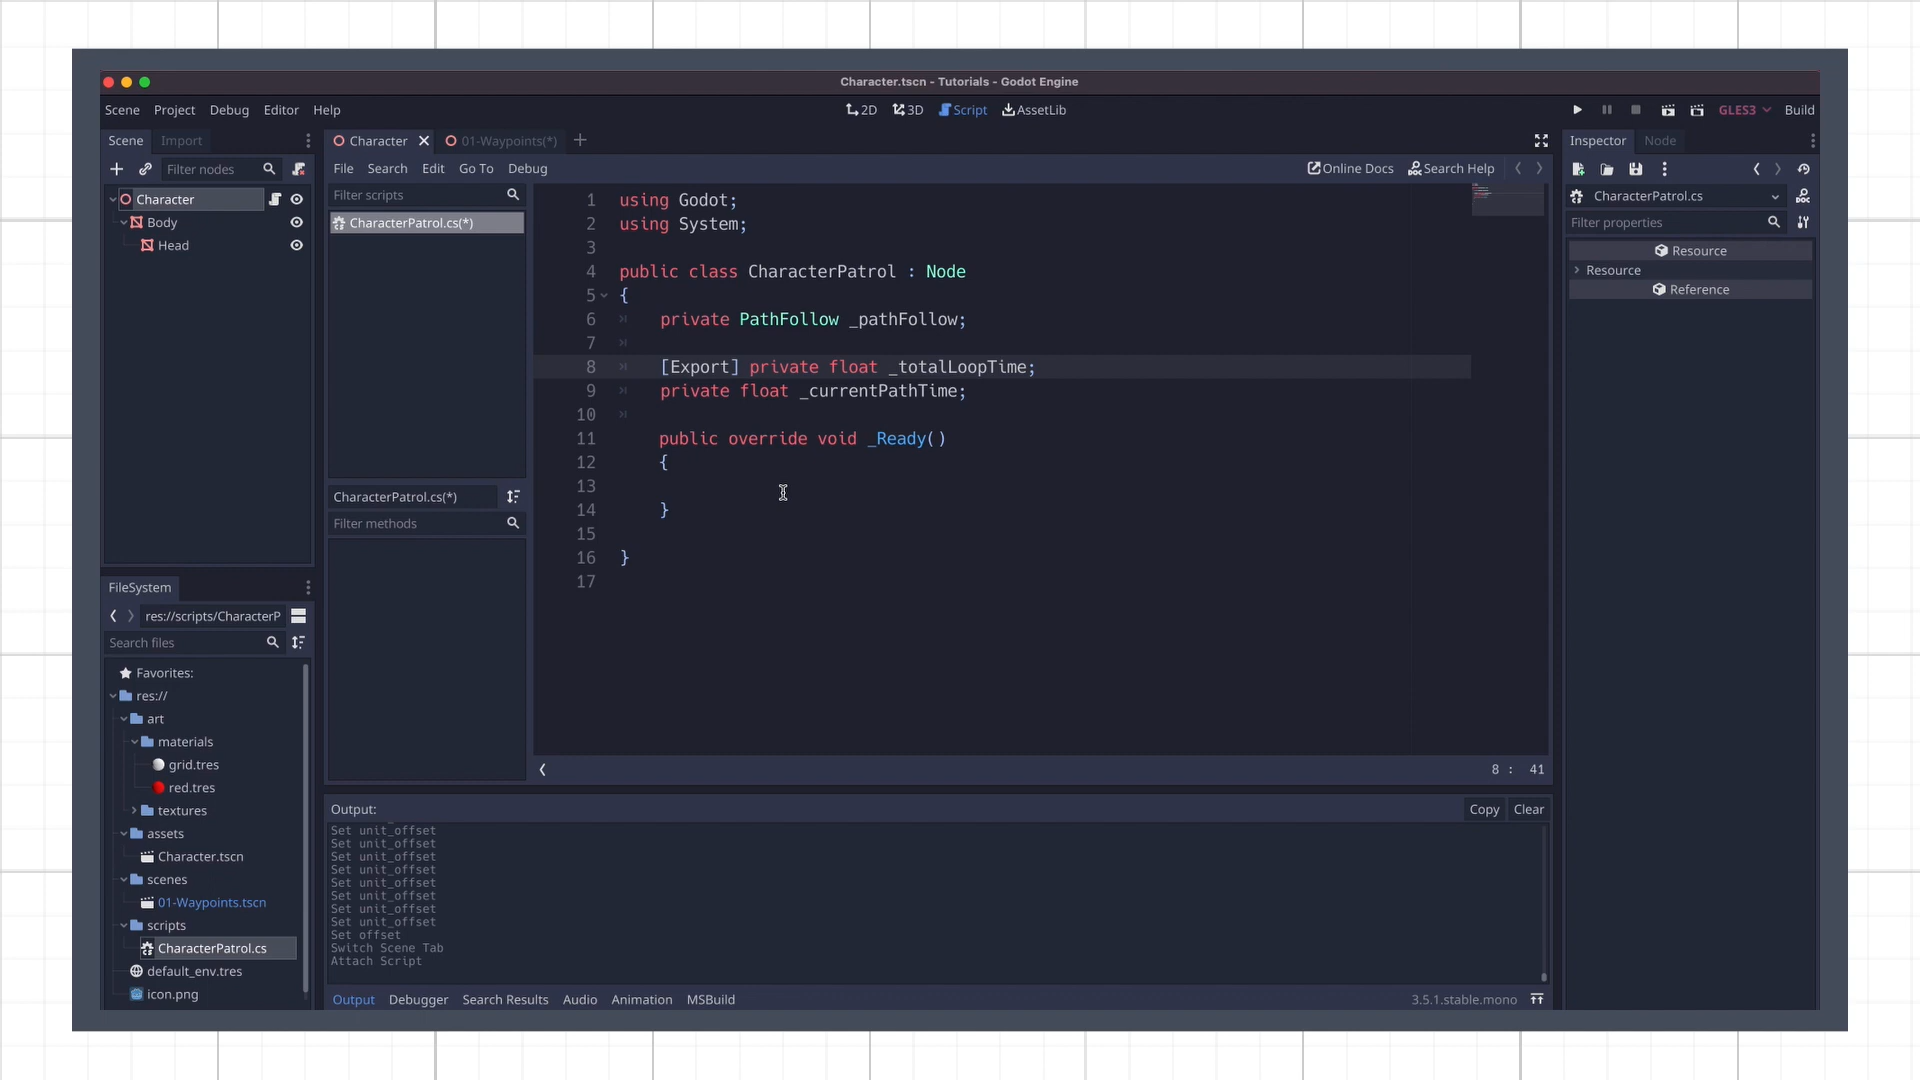 Character.tscn - Tutorials - Godot Engine
Scene Project Debug Editor Help
2D 3D Script AssetLib
GLES3 Build
Scene Import
Character 01-Waypoints(*)
Inspector Node
Filter nodes
File Search Edit Go To Debug
Online Docs Search Help
Character
Body
Head
Filter scripts
CharacterPatrol.cs(*)
CharacterPatrol.cs(*)
Filter methods
1 using Godot;
2 using System;
3
4 public class CharacterPatrol : Node
5 {
6 private PathFollow _pathFollow;
7
8 [Export] private float _totalLoopTime;
9 private float _currentPathTime;
10
11 public override void _Ready()
12 {
13
14 }
15
16 }
17
8 : 41
CharacterPatrol.cs
Filter properties
Resource
Resource
Reference
FileSystem
res://scripts/CharacterP
Search files
Favorites:
res://
art
materials
grid.tres
red.tres
textures
assets
Character.tscn
scenes
01-Waypoints.tscn
scripts
CharacterPatrol.cs
default_env.tres
icon.png
Output:
Copy Clear
Set unit_offset
Set unit_offset
Set unit_offset
Set unit_offset
Set unit_offset
Set unit_offset
Set unit_offset
Set unit_offset
Set offset
Switch Scene Tab
Attach Script
Output Debugger Search Results Audio Animation MSBuild
3.5.1.stable.mono